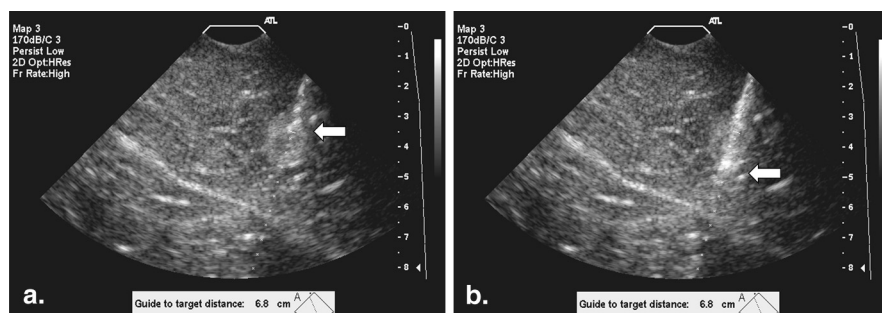 ATL
Map 3
170dB/C 3
Persist Low
2D Opt:HRes
Fr Rate:High
0
1
2
3
4
5
6
7
8
a.
Guide to target distance: 6.8 cm
A
ATL
Map 3
170dB/C 3
Persist Low
2D Opt:HRes
Fr Rate:High
0
1
2
3
4
5
6
7
8
b.
Guide to target distance: 6.8 cm
A